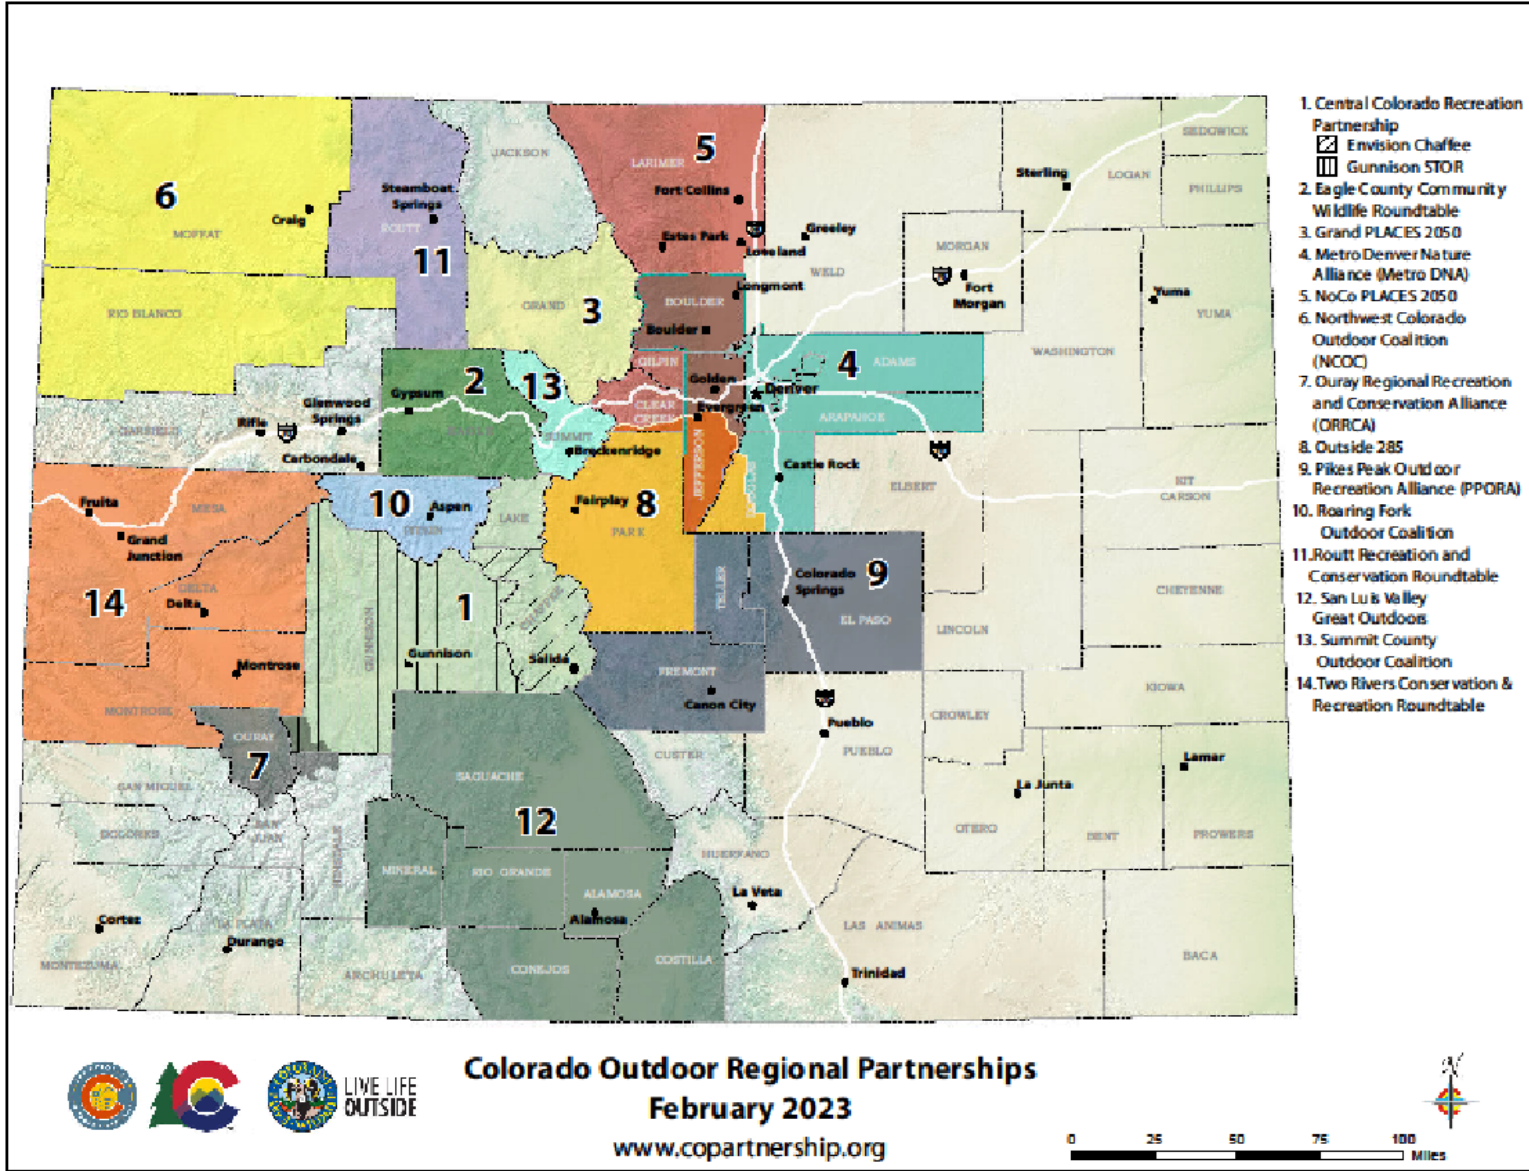 JACKSON
LARIMER
5
SEDGWICK
LOGAN
PHILLIPS
Sterling
6
Craig
MOFFAT
Steamboat
Springs
ROUTT
11
Fort Collins
Estes Park
Loveland
Greeley
WELD
MORGAN
Fort
Morgan
Yuma
YUMA
WASHINGTON
RIO BLANCO
GRAND
3
Longmont
BOULDER
Boulder
GILPIN
Golden
CLEAR
CREEK
Evergreen
Denver
4
ADAMS
ARAPAHOE
2
Gypsum
13
SUMMIT
Breckenridge
Glenwood
Springs
Rifle
GARFIELD
Carbondale
JEFFERSON
Castle Rock
ELBERT
KIT
CARSON
Fruita
MESA
Grand
Junction
10
Aspen
LAKE
Fairplay
8
PARK
14
DELTA
Delta
1
GUNNISON
Gunnison
Salida
Montrose
MONTROSE
TELLER
Colorado
Springs
9
EL PASO
LINCOLN
CHEYENNE
FREMONT
Canon City
KIOWA
CROWLEY
Pueblo
PUEBLO
CUSTER
OURAY
7
SAN MIGUEL
SAGUACHE
12
DOLORES
SAN
JUAN
HINSDALE
MINERAL
RIO GRANDE
ALAMOSA
Alamosa
HUERFANO
La Veta
La Junta
Lamar
OTERO
BENT
PROWERS
Cortez
LA PLATA
Durango
MONTEZUMA
ARCHULETA
CONEJOS
COSTILLA
LAS ANIMAS
Trinidad
BACA
1. Central Colorado Recreation
Partnership
Envision Chaffee
Gunnison STOR
2. Eagle County Community
Wildlife Roundtable
3. Grand PLACES 2050
4. Metro Denver Nature
Alliance (Metro DNA)
5. NoCo PLACES 2050
6. Northwest Colorado
Outdoor Coalition
(NCOC)
7. Ouray Regional Recreation
and Conservation Alliance
(ORRCA)
8. Outside 285
9. Pikes Peak Outdoor
Recreation Alliance (PPORA)
10. Roaring Fork
Outdoor Coalition
11.Routt Recreation and
Conservation Roundtable
12. San Luis Valley
Great Outdoors
13. Summit County
Outdoor Coalition
14.Two Rivers Conservation &
Recreation Roundtable
LIVE LIFE
OUTSIDE
Colorado Outdoor Regional Partnerships
February 2023
www.copartnership.org
N
0 25 50 75 100
Miles